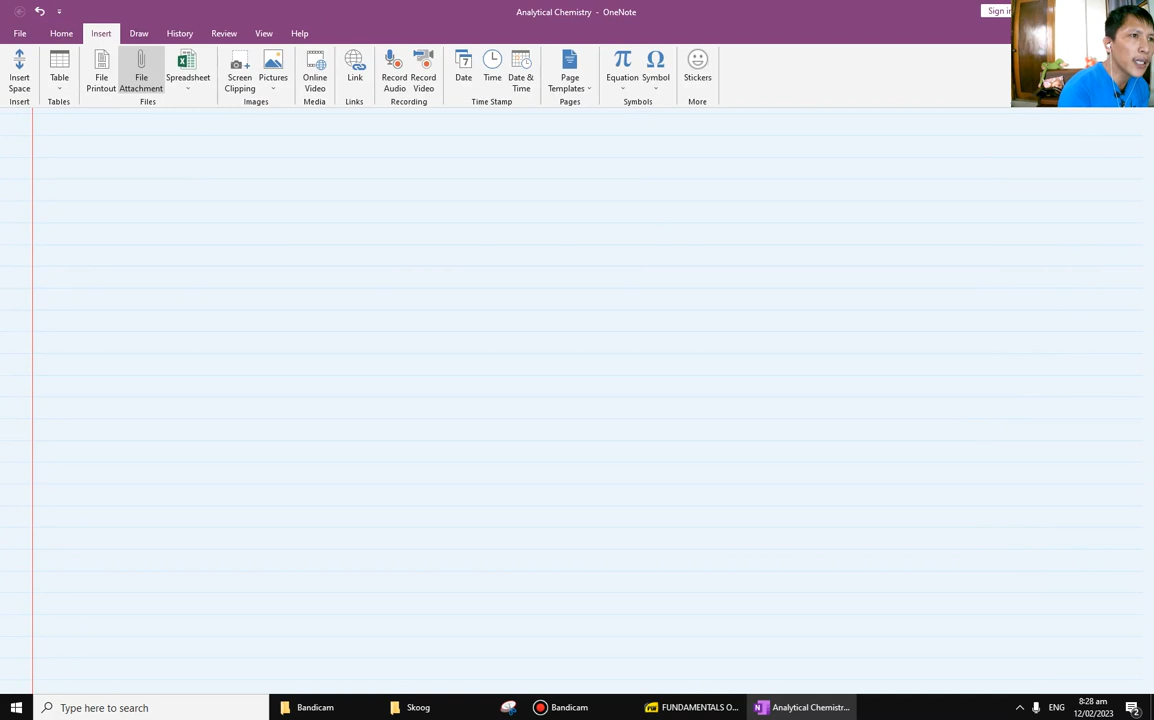 Analytical Chemistry - OneNote
Sign in
File Home Insert Draw History Review View Help
Insert Space
Table
File Printout
File Attachment
Spreadsheet
Screen Clipping
Pictures
Online Video
Link
Record Audio
Record Video
Date
Time
Date & Time
Page Templates
Equation
Symbol
Stickers
Insert Tables Files Images Media Links Recording Time Stamp Pages Symbols More
Type here to search
Bandicam
Skoog
Bandicam
FUNDAMENTALS O...
Analytical Chemistr...
ENG
8:28 am
12/02/2023
2